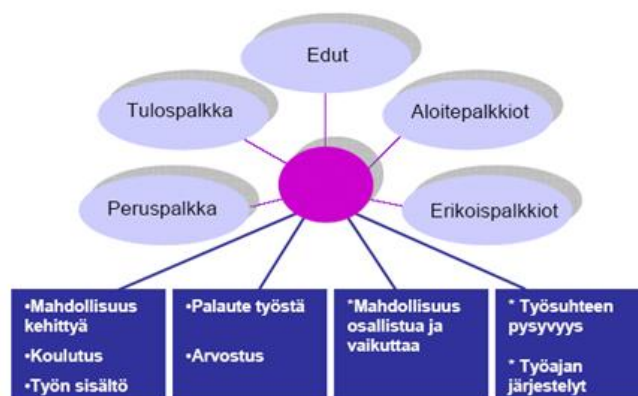 Edut
Tulospalkka
Aloitepalkkiot
Peruspalkka
Erikoispalkkiot
•Mahdollisuus
kehittyä
•Koulutus
•Työn sisältö
•Palaute työstä
•Arvostus
*Mahdollisuus
osallistua ja
vaikuttaa
* Työsuhteen
pysyvyys
* Työajan
järjestelyt